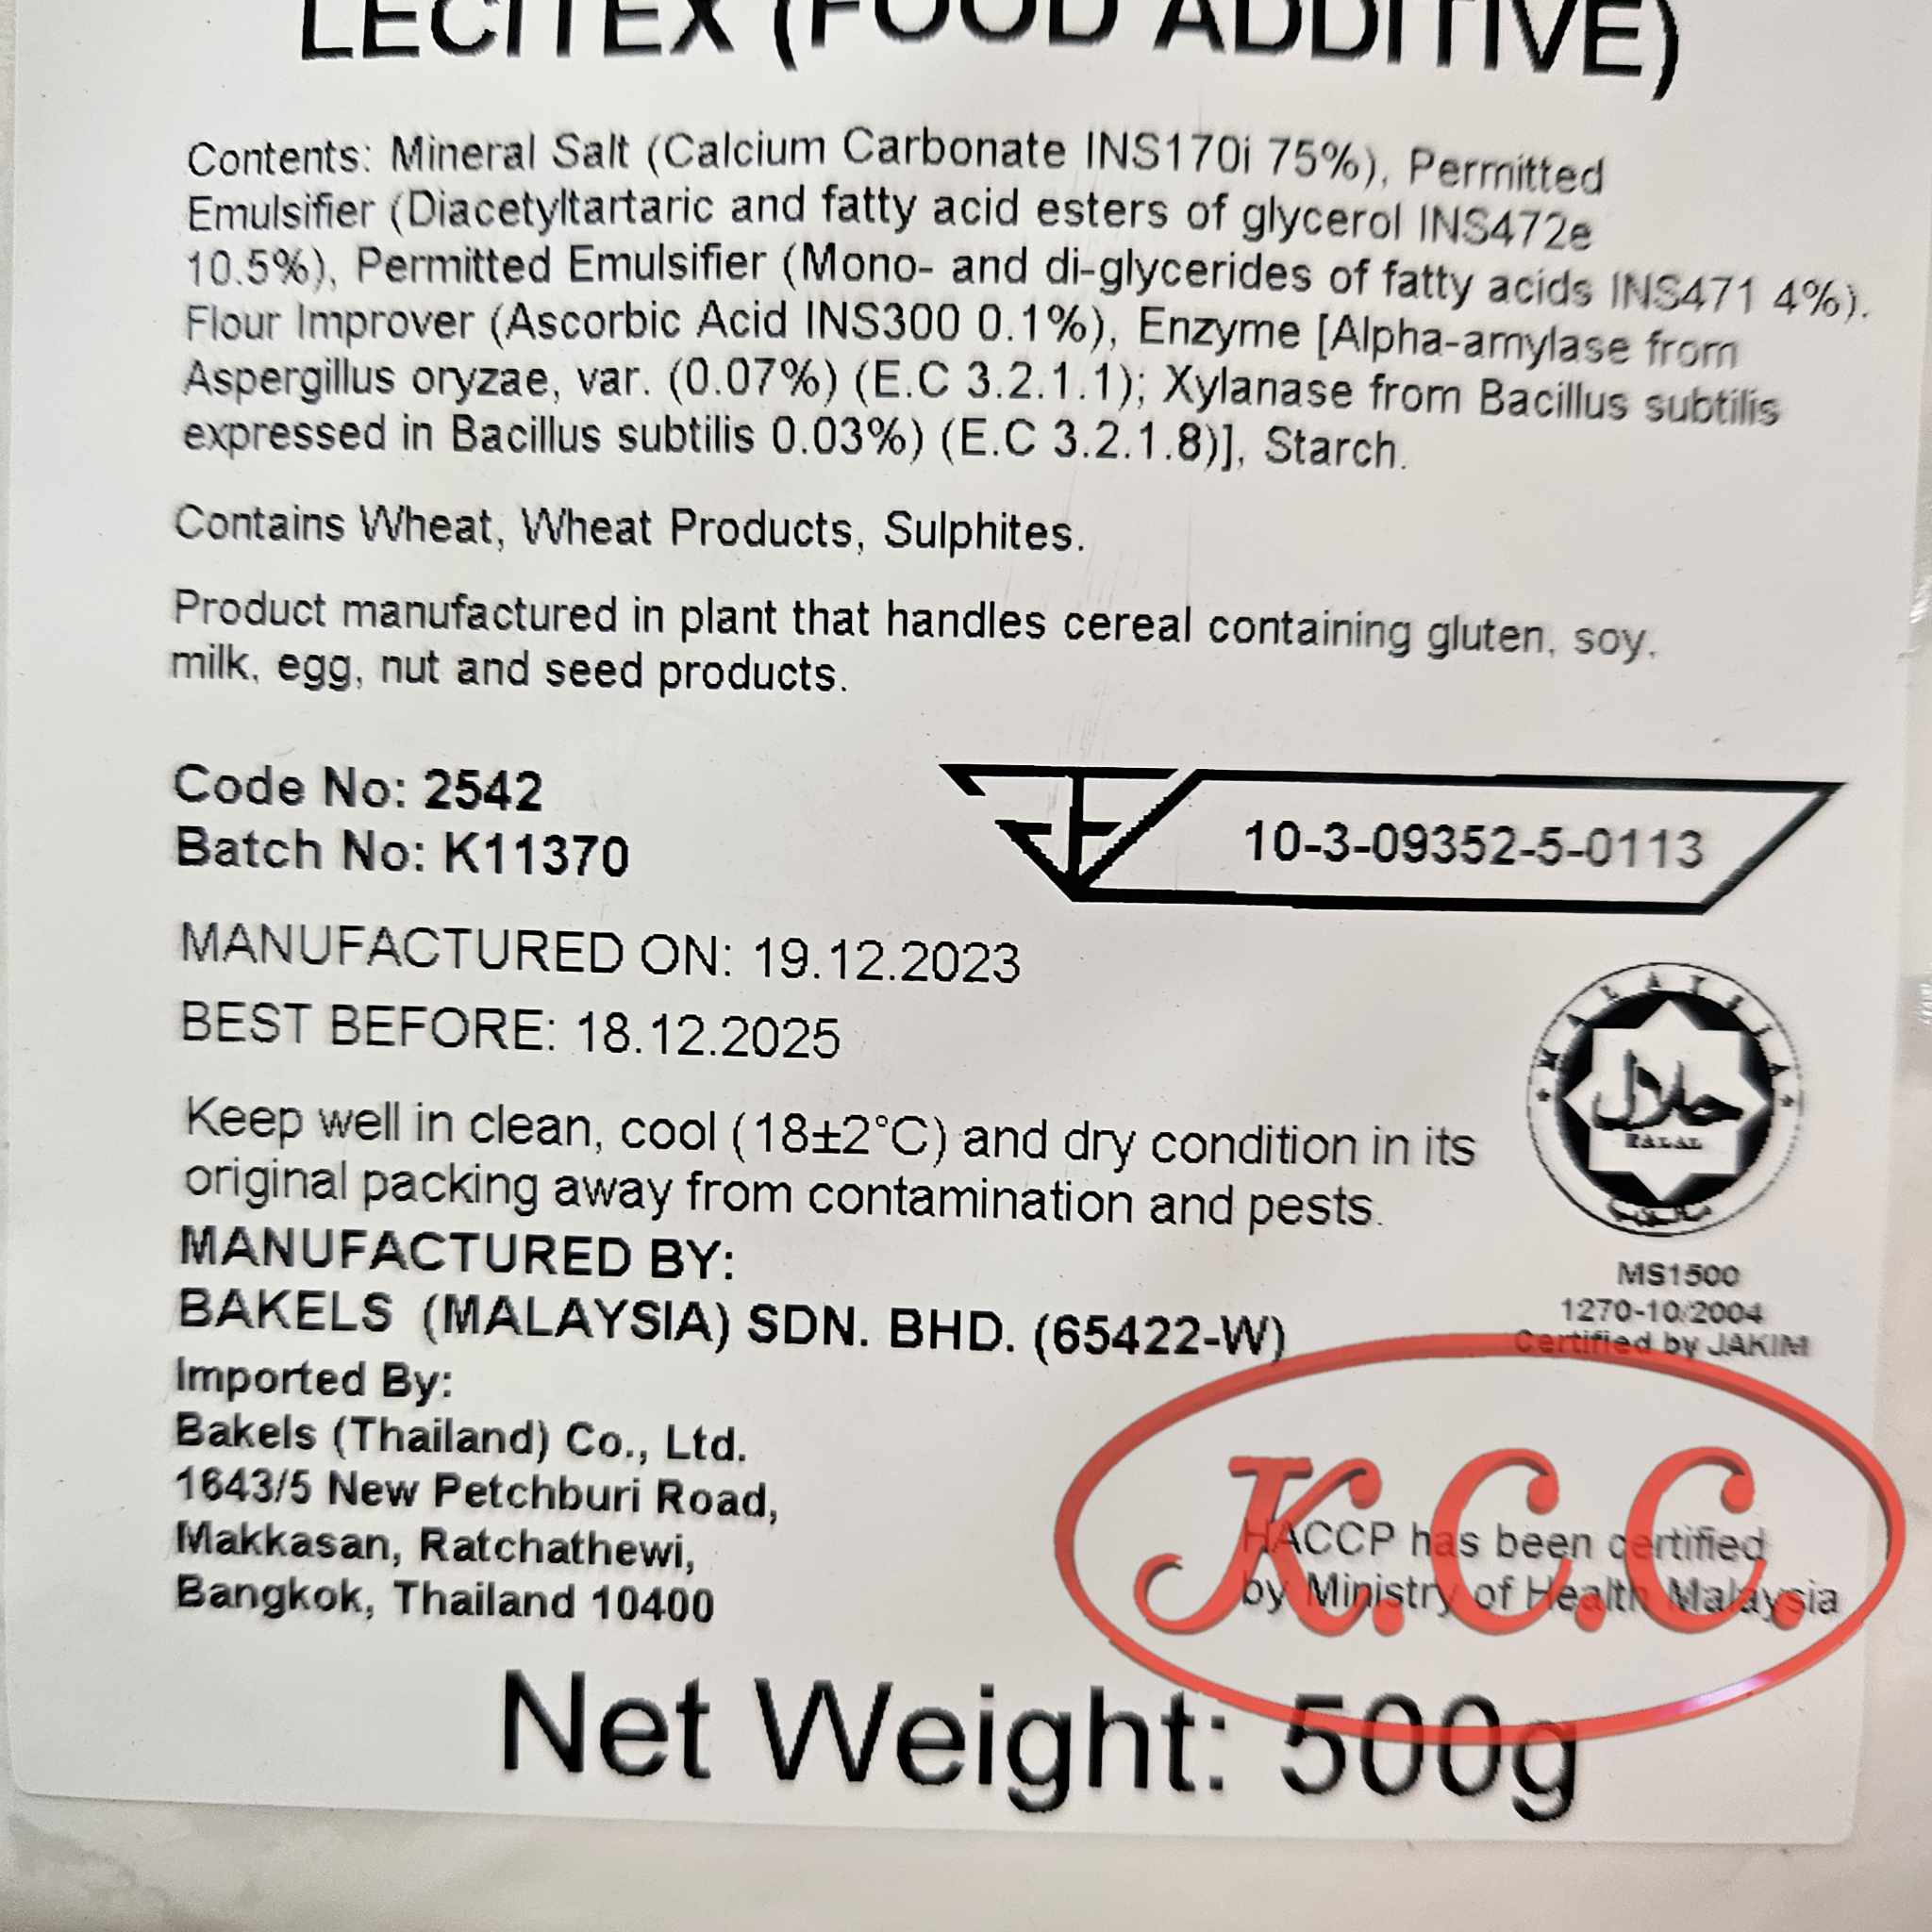 LECITEX (FOOD ADDITIVE)
Contents: Mineral Salt (Calcium Carbonate INS170i 75%), Permitted
Emulsifier (Diacetyltartaric and fatty acid esters of glycerol INS472e
10.5%), Permitted Emulsifier (Mono- and di-glycerides of fatty acids INS471 4%).
Flour Improver (Ascorbic Acid INS300 0.1%), Enzyme [Alpha-amylase from
Aspergillus oryzae, var. (0.07%) (E.C 3.2.1.1); Xylanase from Bacillus subtilis
expressed in Bacillus subtilis 0.03%) (E.C 3.2.1.8)], Starch.
Contains Wheat, Wheat Products, Sulphites.
Product manufactured in plant that handles cereal containing gluten, soy,
milk, egg, nut and seed products.
Code No: 2542
Batch No: K11370
10-3-09352-5-0113
MANUFACTURED ON: 19.12.2023
BEST BEFORE: 18.12.2025
MALAYSIA
حلال
HALAL
Keep well in clean, cool (18±2°C) and dry condition in its
original packing away from contamination and pests.
MS1500
1270-10/2004
Certified by JAKIM
MANUFACTURED BY:
BAKELS (MALAYSIA) SDN. BHD. (65422-W)
Imported By:
Bakels (Thailand) Co., Ltd.
1643/5 New Petchburi Road,
Makkasan, Ratchathewi,
Bangkok, Thailand 10400
K.C.C.
HACCP has been certified
by Ministry of Health Malaysia
Net Weight: 500g